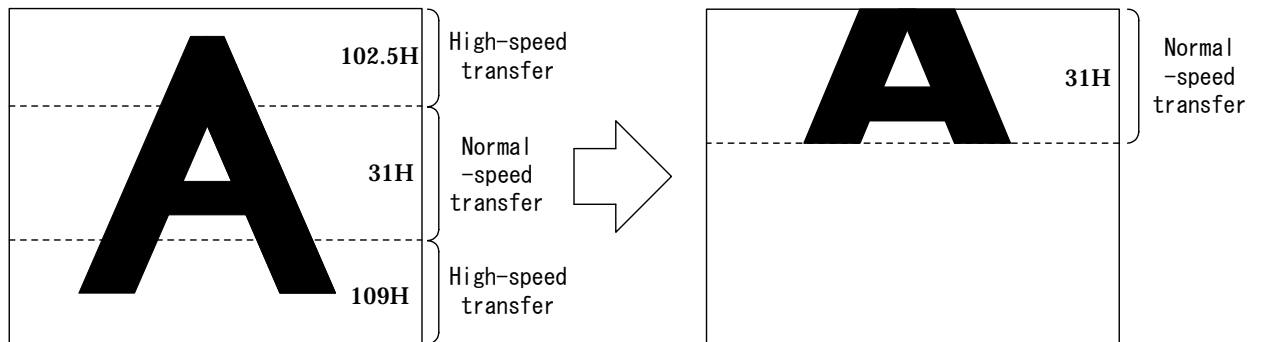 102.5H
High-speed
transfer
A
31H
Normal
-speed
transfer
109H
High-speed
transfer
A
31H
Normal
-speed
transfer